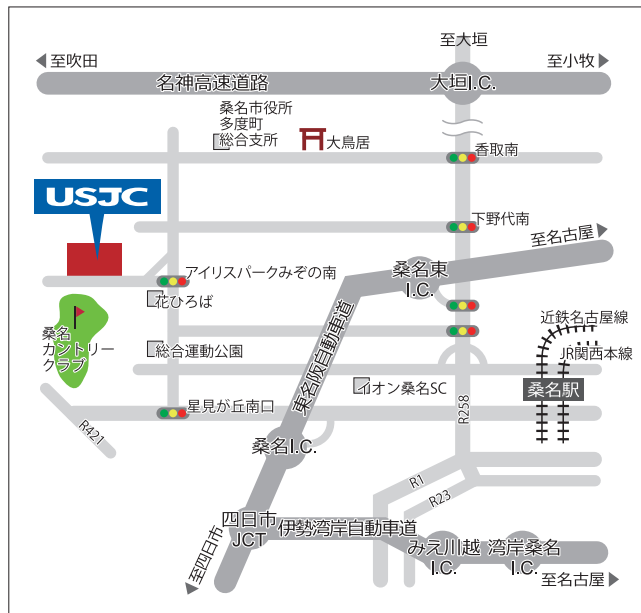 至大垣
至吹田
至小牧
名神高速道路
大垣I.C.
桑名市役所
多度町
総合支所
大鳥居
香取南
USJC
下野代南
至名古屋
アイリスパークみぞの南
桑名東
I.C.
花ひろば
近鉄名古屋線
桑名
カントリー
クラブ
総合運動公園
東名阪自動車道
JR関西本線
イオン桑名SC
桑名駅
R258
星見が丘南口
R421
桑名I.C.
R1
R23
四日市
JCT
伊勢湾岸自動車道
みえ川越
I.C.
湾岸桑名
I.C.
至四日市
至名古屋